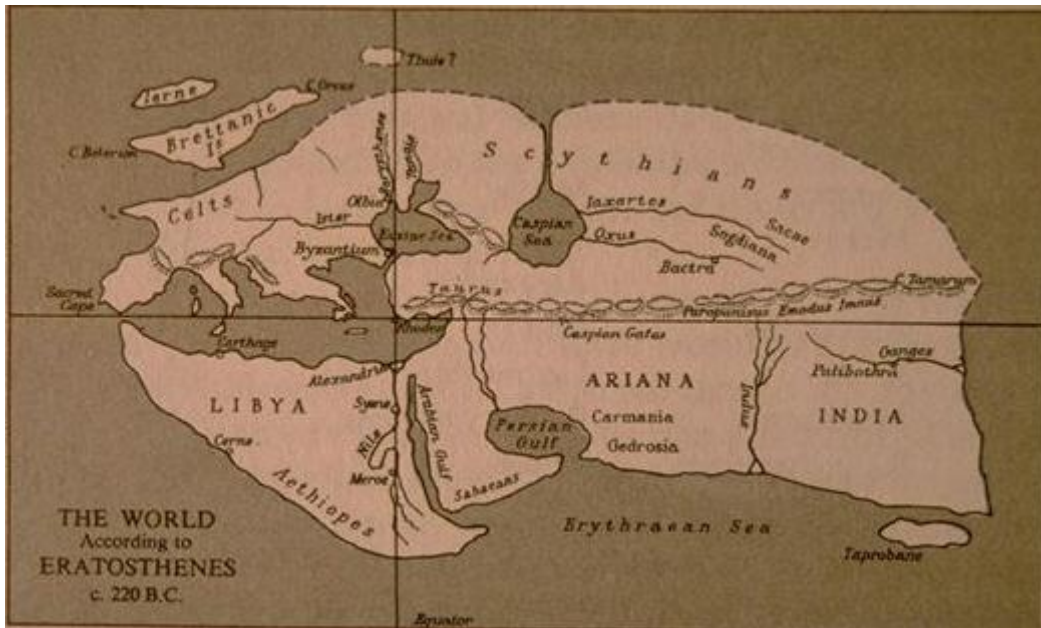 Thule ?
C. Orcus
Ierne
Brettanic
Is
C. Belerum
Scythians
Borysthenes
Tanais
Celts
Olbia
Ister
Euxine Sea
Byzantium
Caspian
Sea
Iaxartes
Oxus
Sogdiana
Sacae
Bactra
Sacred
Cape
Taurus
Paropanisus Emodus Imaus
C. Tamarum
Rhodes
Caspian Gates
Carthage
Alexandria
LIBYA
Syene
Arabian Gulf
Nile
Cerne
Meroe
Aethiopes
Persian
Gulf
Sabaeans
ARIANA
Carmania
Gedrosia
Indus
Ganges
Palibothra
INDIA
Erythraean Sea
Taprobane
THE WORLD
According to
ERATOSTHENES
c. 220 B.C.
Equator